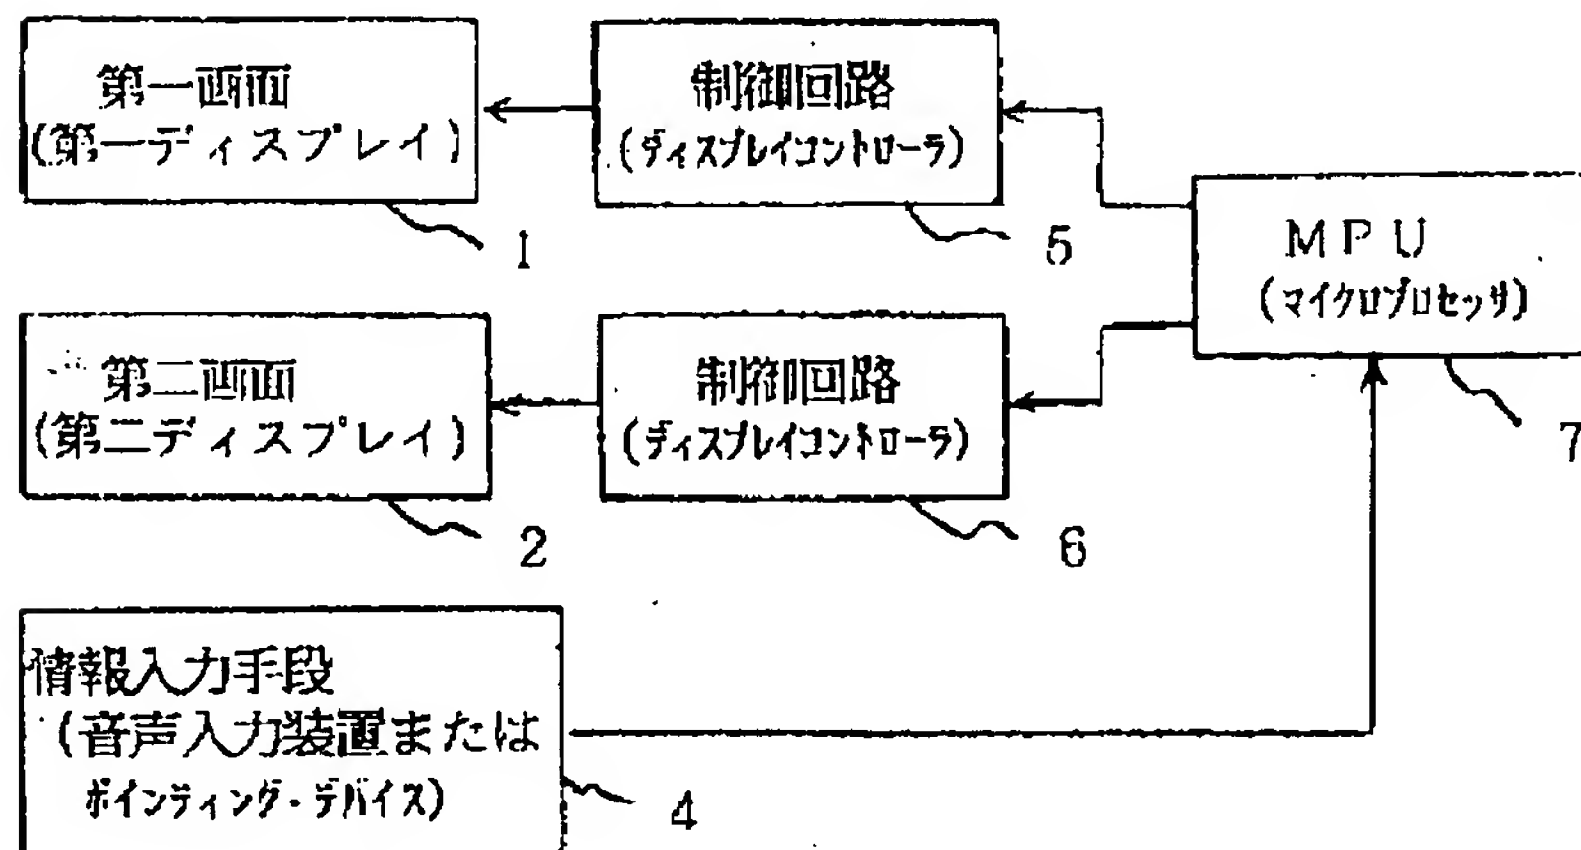 第一画面
(第一ディスプレイ)
1
制御回路
(ディスプレイコントローラ)
5
MPU
(マイクロプロセッサ)
7
第二画面
(第二ディスプレイ)
2
制御回路
(ディスプレイコントローラ)
6
情報入力手段
(音声入力装置または
ポインティング・デバイス)
4